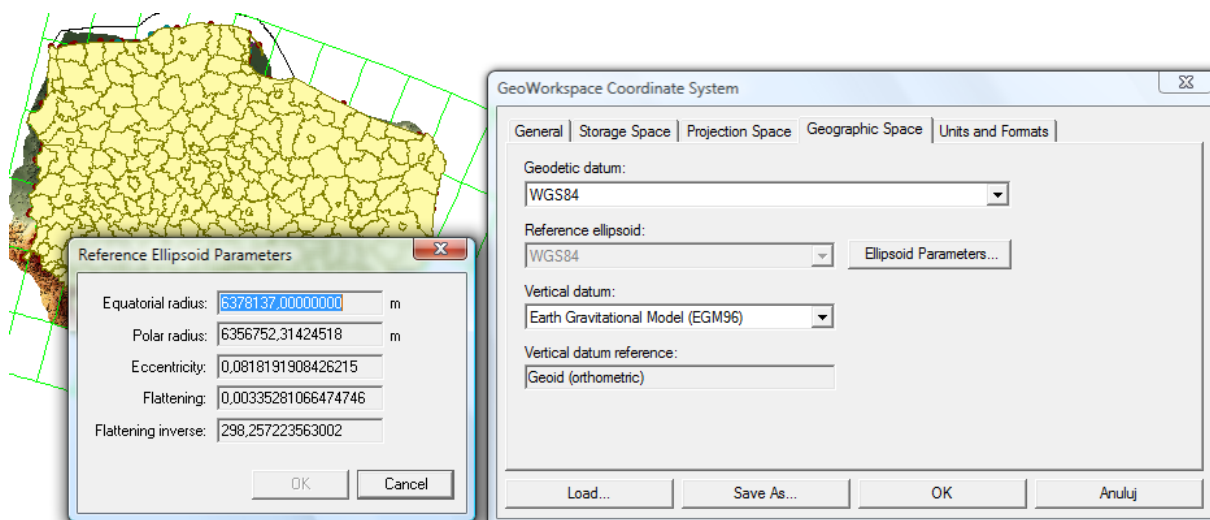 GeoWorkspace Coordinate System
General Storage Space Projection Space Geographic Space Units and Formats
Geodetic datum:
WGS84
Reference ellipsoid:
WGS84 Ellipsoid Parameters...
Vertical datum:
Earth Gravitational Model (EGM96)
Vertical datum reference:
Geoid (orthometric)
Load... Save As... OK Anuluj
Reference Ellipsoid Parameters
Equatorial radius: 6378137,00000000 m
Polar radius: 6356752,31424518 m
Eccentricity: 0,0818191908426215
Flattening: 0,00335281066474746
Flattening inverse: 298,257223563002
OK Cancel